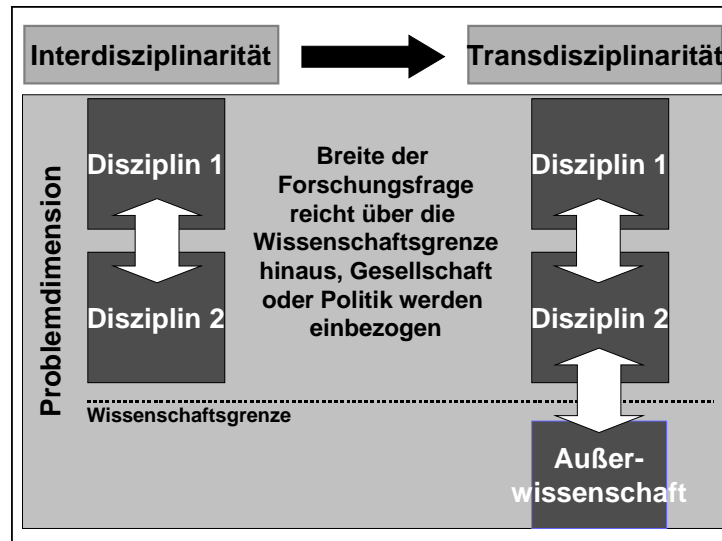 Interdisziplinarität
Transdisziplinarität
Problemdimension
Disziplin 1
Disziplin 2
Breite der
Forschungsfrage
reicht über die
Wissenschaftsgrenze
hinaus, Gesellschaft
oder Politik werden
einbezogen
Disziplin 1
Disziplin 2
Wissenschaftsgrenze
Außer-
wissenschaft